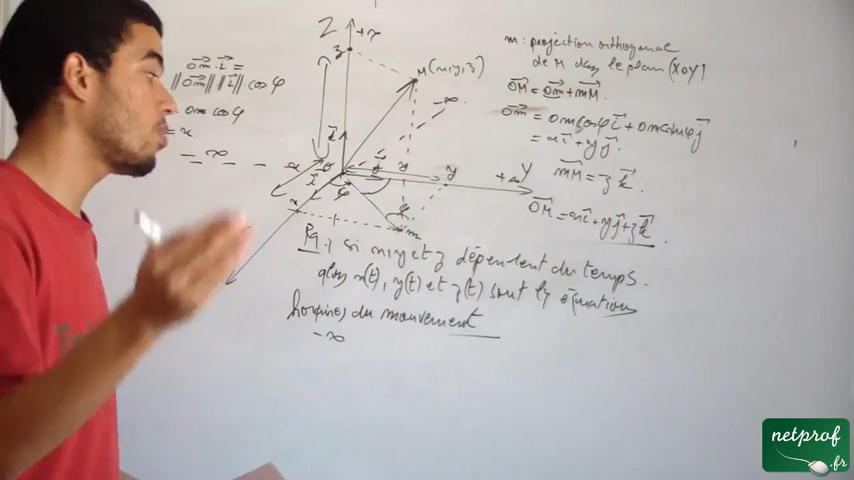 Om⃗ . i⃗ =
||Om⃗|| ||i⃗|| . cos φ
= Om cos φ
= x
- ∞
Z
+∞
z
M(x,y,z)
-∞
k⃗
j⃗
i⃗
o
y
y
+∞ Y
x
φ
m
m : projection orthogonal
de M dans le plan (XOY)
OM⃗ = Om⃗ + mM⃗.
Om⃗ = Om cos φ i⃗ + Om sin φ j⃗
= x i⃗ + y j⃗.
mM⃗ = z k⃗.
OM⃗ = x i⃗ + y j⃗ + z k⃗.
Rq : si x, y et z dépendent du temps.
alors x(t), y(t) et z(t) sont les équations
horaires du mouvement
-∞
netprof
.fr